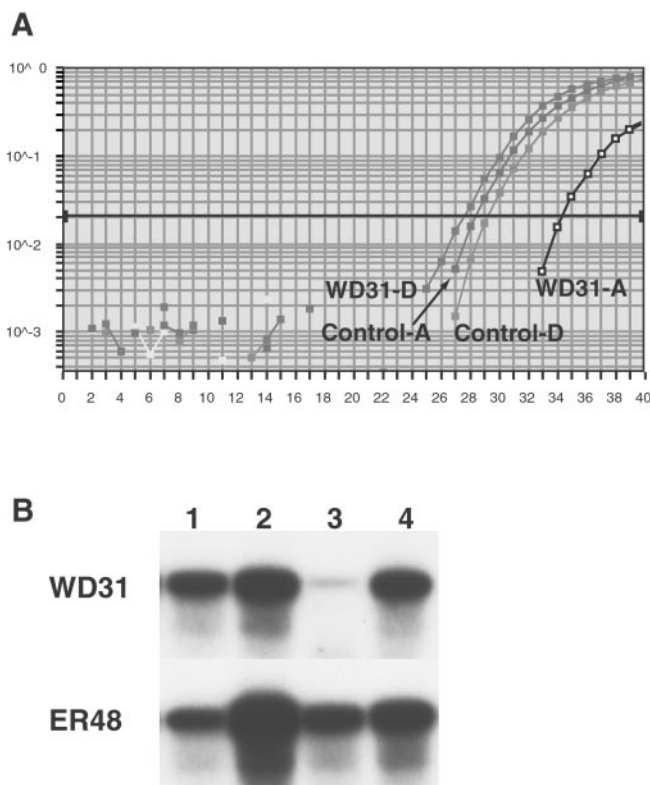 A
10^ 0
10^-1
10^-2
10^-3
WD31-D
WD31-A
Control-A
Control-D
0 2 4 6 8 10 12 14 16 18 20 22 24 26 28 30 32 34 36 38 40
B
1 2 3 4
WD31
ER48